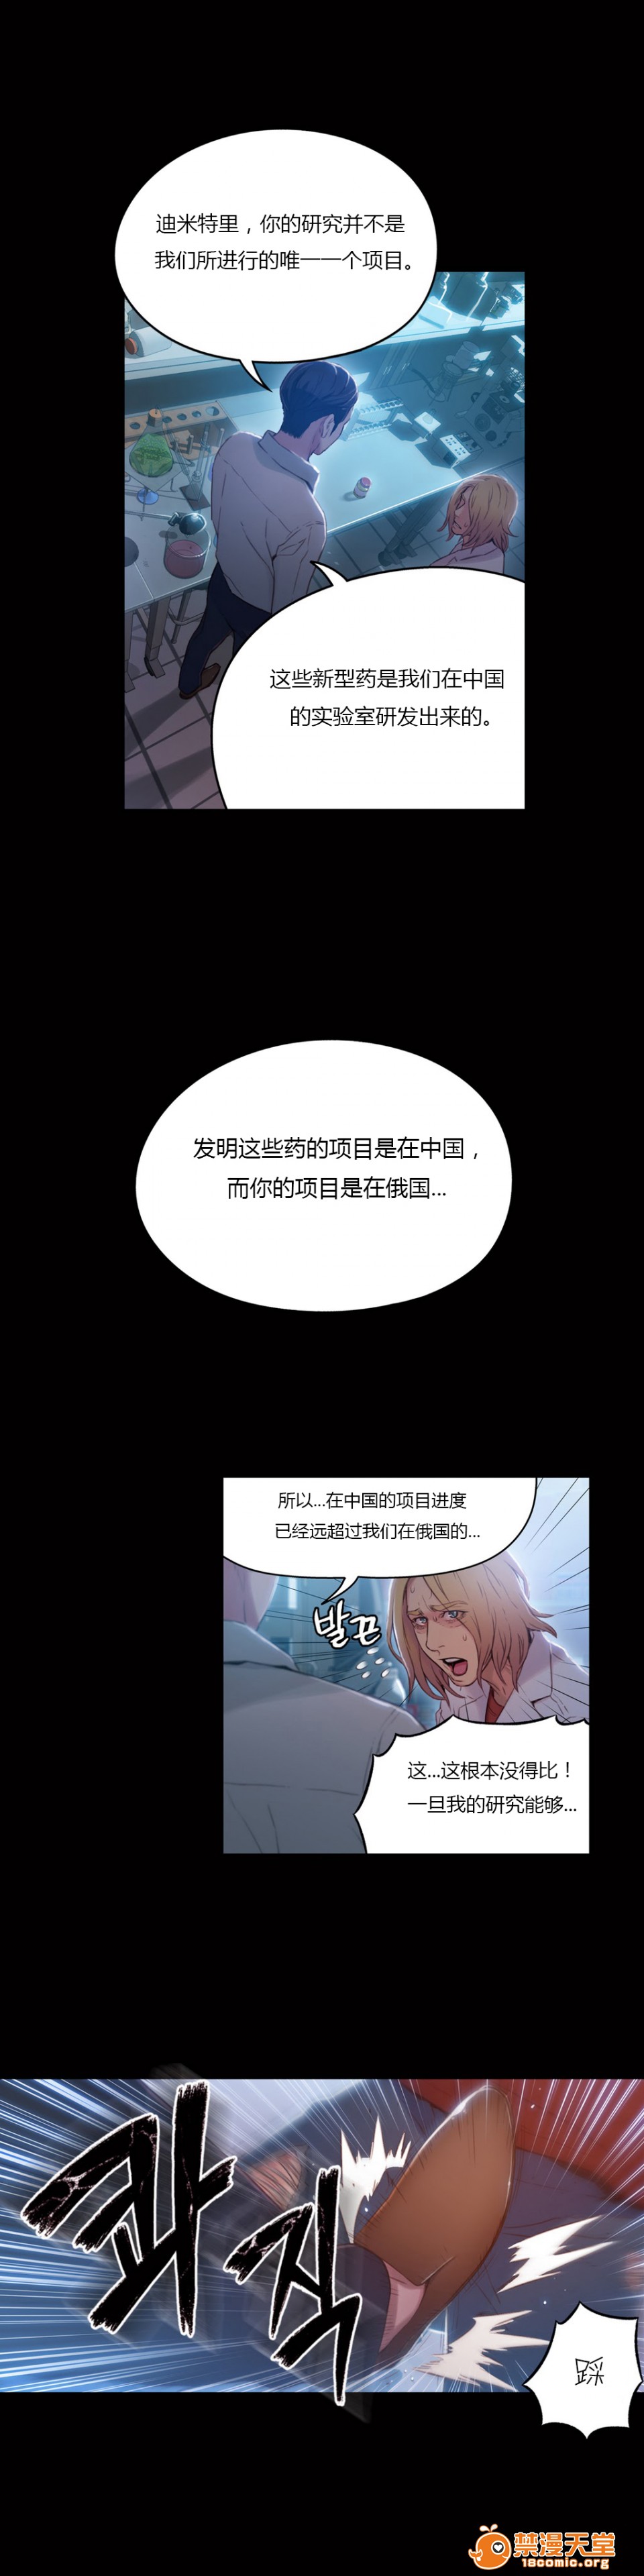 迪米特里，你的研究并不是
我们所进行的唯一一个项目。
这些新型药是我们在中国
的实验室研发出来的。
发明这些药的项目是在中国，
而你的项目是在俄国...
所以...在中国的项目进度
已经远超过我们在俄国的...
발끈
这...这根本没得比！
一旦我的研究能够...
콰직
踩
禁漫天堂
18comic.org